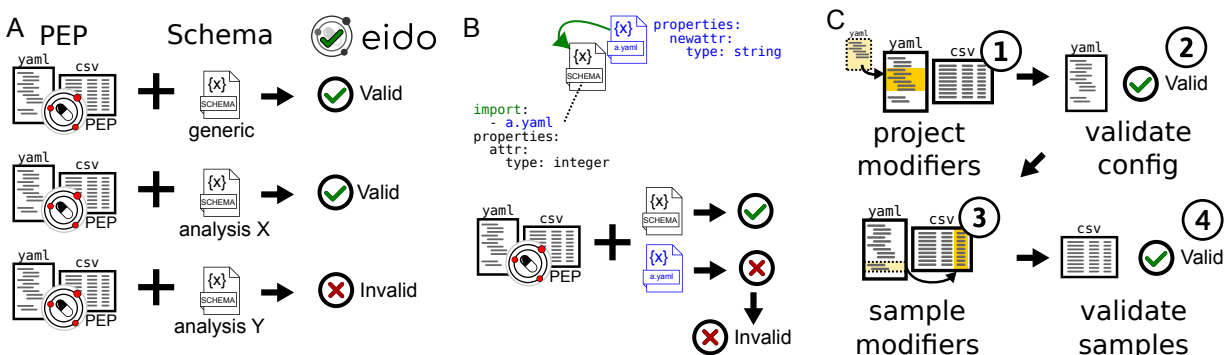 A
PEP
Schema
eido
yaml
csv
PEP
{x}
SCHEMA
generic
Valid
yaml
csv
PEP
{x}
SCHEMA
analysis X
Valid
yaml
csv
PEP
{x}
SCHEMA
analysis Y
Invalid
B
{x}
a.yaml
properties:
newattr:
type: string
{x}
SCHEMA
import:
- a.yaml
properties:
attr:
type: integer
yaml
csv
PEP
{x}
SCHEMA
{x}
a.yaml
Invalid
C
yaml
yaml
csv
1
project
modifiers
yaml
2
Valid
validate
config
yaml
csv
3
sample
modifiers
csv
4
Valid
validate
samples